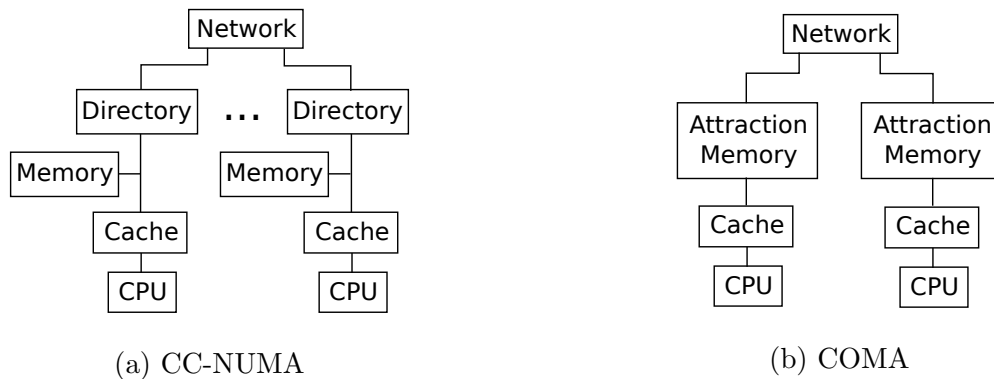 Network
Directory
...
Directory
Memory
Memory
Cache
Cache
CPU
CPU
(a) CC-NUMA
Network
Attraction
Memory
Attraction
Memory
Cache
Cache
CPU
CPU
(b) COMA